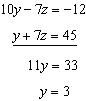 10y − 7z = −12
y + 7z = 45
11y = 33
y = 3